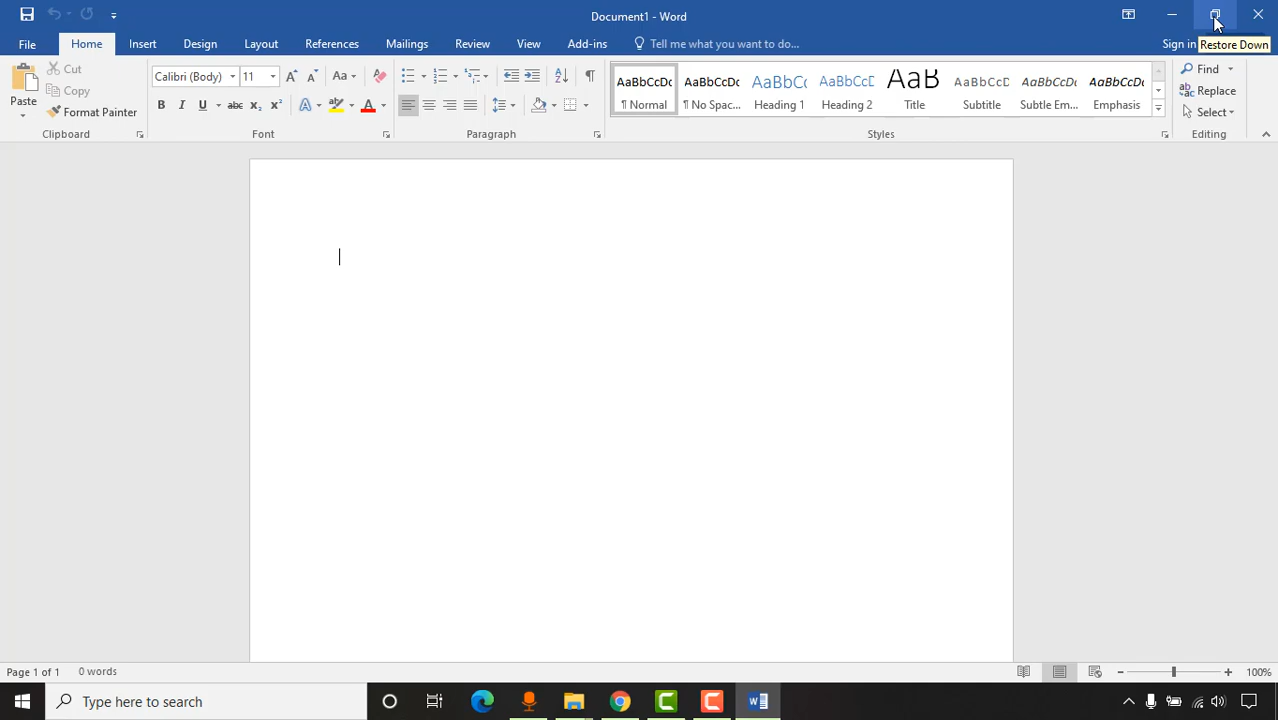 Document1 - Word
File Home Insert Design Layout References Mailings Review View Add-ins Tell me what you want to do... Sign in
Restore Down
Paste
Cut
Copy
Format Painter
Calibri (Body) 11
Clipboard
Font
Paragraph
AaBbCcDc AaBbCcDc AaBbCc AaBbCcD AaB AaBbCcD AaBbCcDc AaBbCcDc
¶ Normal ¶ No Spac... Heading 1 Heading 2 Title Subtitle Subtle Em... Emphasis
Styles
Find
Replace
Select
Editing
Page 1 of 1 0 words 100%
Type here to search